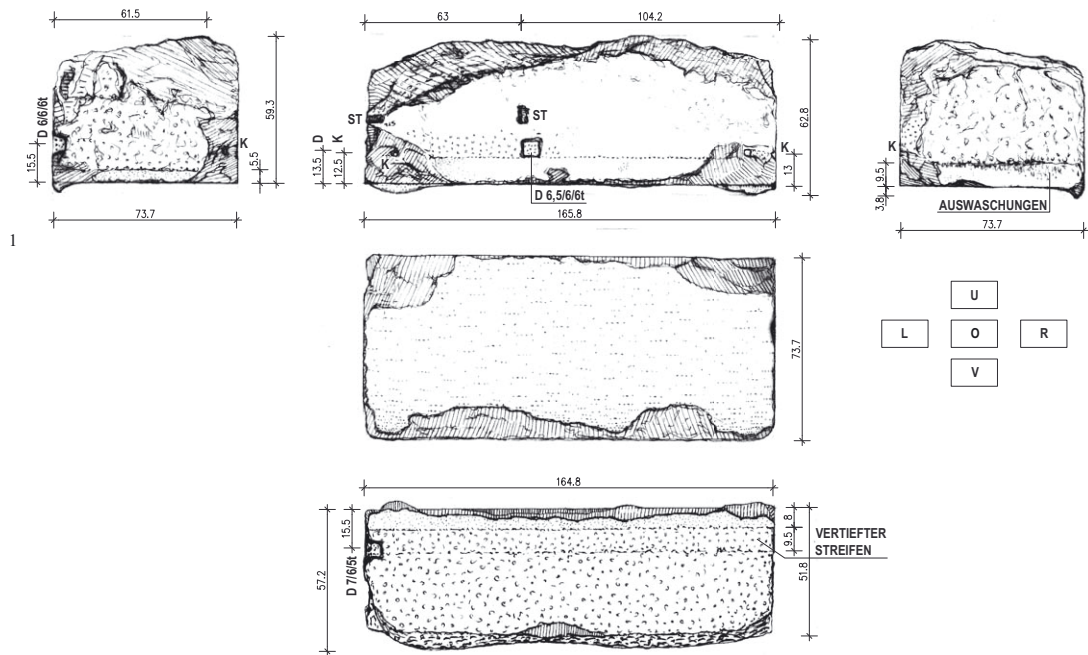 61.5
D 6/6/6t
15.5
K
5.5
59.3
73.7
63
104.2
ST
ST
D
K
13.5
12.5
K
K
13
62.8
D 6,5/6/6t
165.8
K
9.5
3.8
AUSWASCHUNGEN
73.7
1
73.7
U
L
O
R
V
164.8
15.5
57.2
D 7/6/5t
8
9.5
51.8
VERTIEFTER
STREIFEN